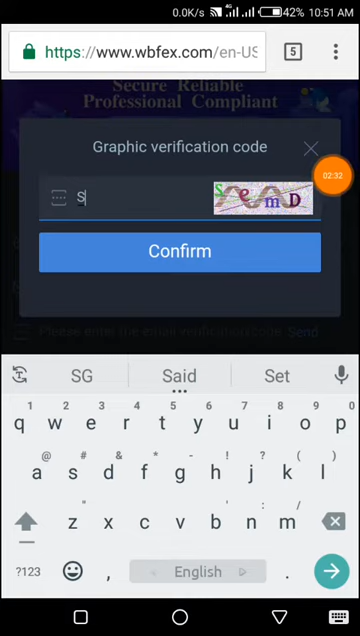 0.0K/s 4G 42% 10:51 AM
https://www.wbfex.com/en-US
5
Secure Reliable
Professional Compliant
Graphic verification code
S
SemD
02:32
Confirm
Please enter the email verification code Send
SG Said Set
1 2 3 4 5 6 7 8 9 0
q w e r t y u i o p
@ # & * - ! ? ( )
a s d f g h j k l
" ' : ; /
z x c v b n m
?123 , English .